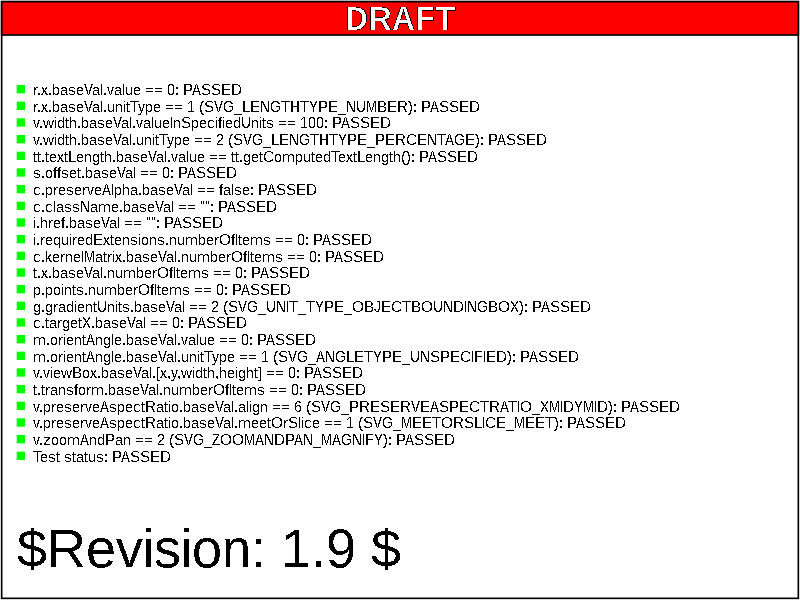 DRAFT
r.x.baseVal.value == 0: PASSED
r.x.baseVal.unitType == 1 (SVG_LENGTHTYPE_NUMBER): PASSED
v.width.baseVal.valueInSpecifiedUnits == 100: PASSED
v.width.baseVal.unitType == 2 (SVG_LENGTHTYPE_PERCENTAGE): PASSED
tt.textLength.baseVal.value == tt.getComputedTextLength(): PASSED
s.offset.baseVal == 0: PASSED
c.preserveAlpha.baseVal == false: PASSED
c.className.baseVal == "": PASSED
i.href.baseVal == "": PASSED
i.requiredExtensions.numberOfItems == 0: PASSED
c.kernelMatrix.baseVal.numberOfItems == 0: PASSED
t.x.baseVal.numberOfItems == 0: PASSED
p.points.numberOfItems == 0: PASSED
g.gradientUnits.baseVal == 2 (SVG_UNIT_TYPE_OBJECTBOUNDINGBOX): PASSED
c.targetX.baseVal == 0: PASSED
m.orientAngle.baseVal.value == 0: PASSED
m.orientAngle.baseVal.unitType == 1 (SVG_ANGLETYPE_UNSPECIFIED): PASSED
v.viewBox.baseVal.[x,y,width,height] == 0: PASSED
t.transform.baseVal.numberOfItems == 0: PASSED
v.preserveAspectRatio.baseVal.align == 6 (SVG_PRESERVEASPECTRATIO_XMIDYMID): PASSED
v.preserveAspectRatio.baseVal.meetOrSlice == 1 (SVG_MEETORSLICE_MEET): PASSED
v.zoomAndPan == 2 (SVG_ZOOMANDPAN_MAGNIFY): PASSED
Test status: PASSED
$Revision: 1.9 $